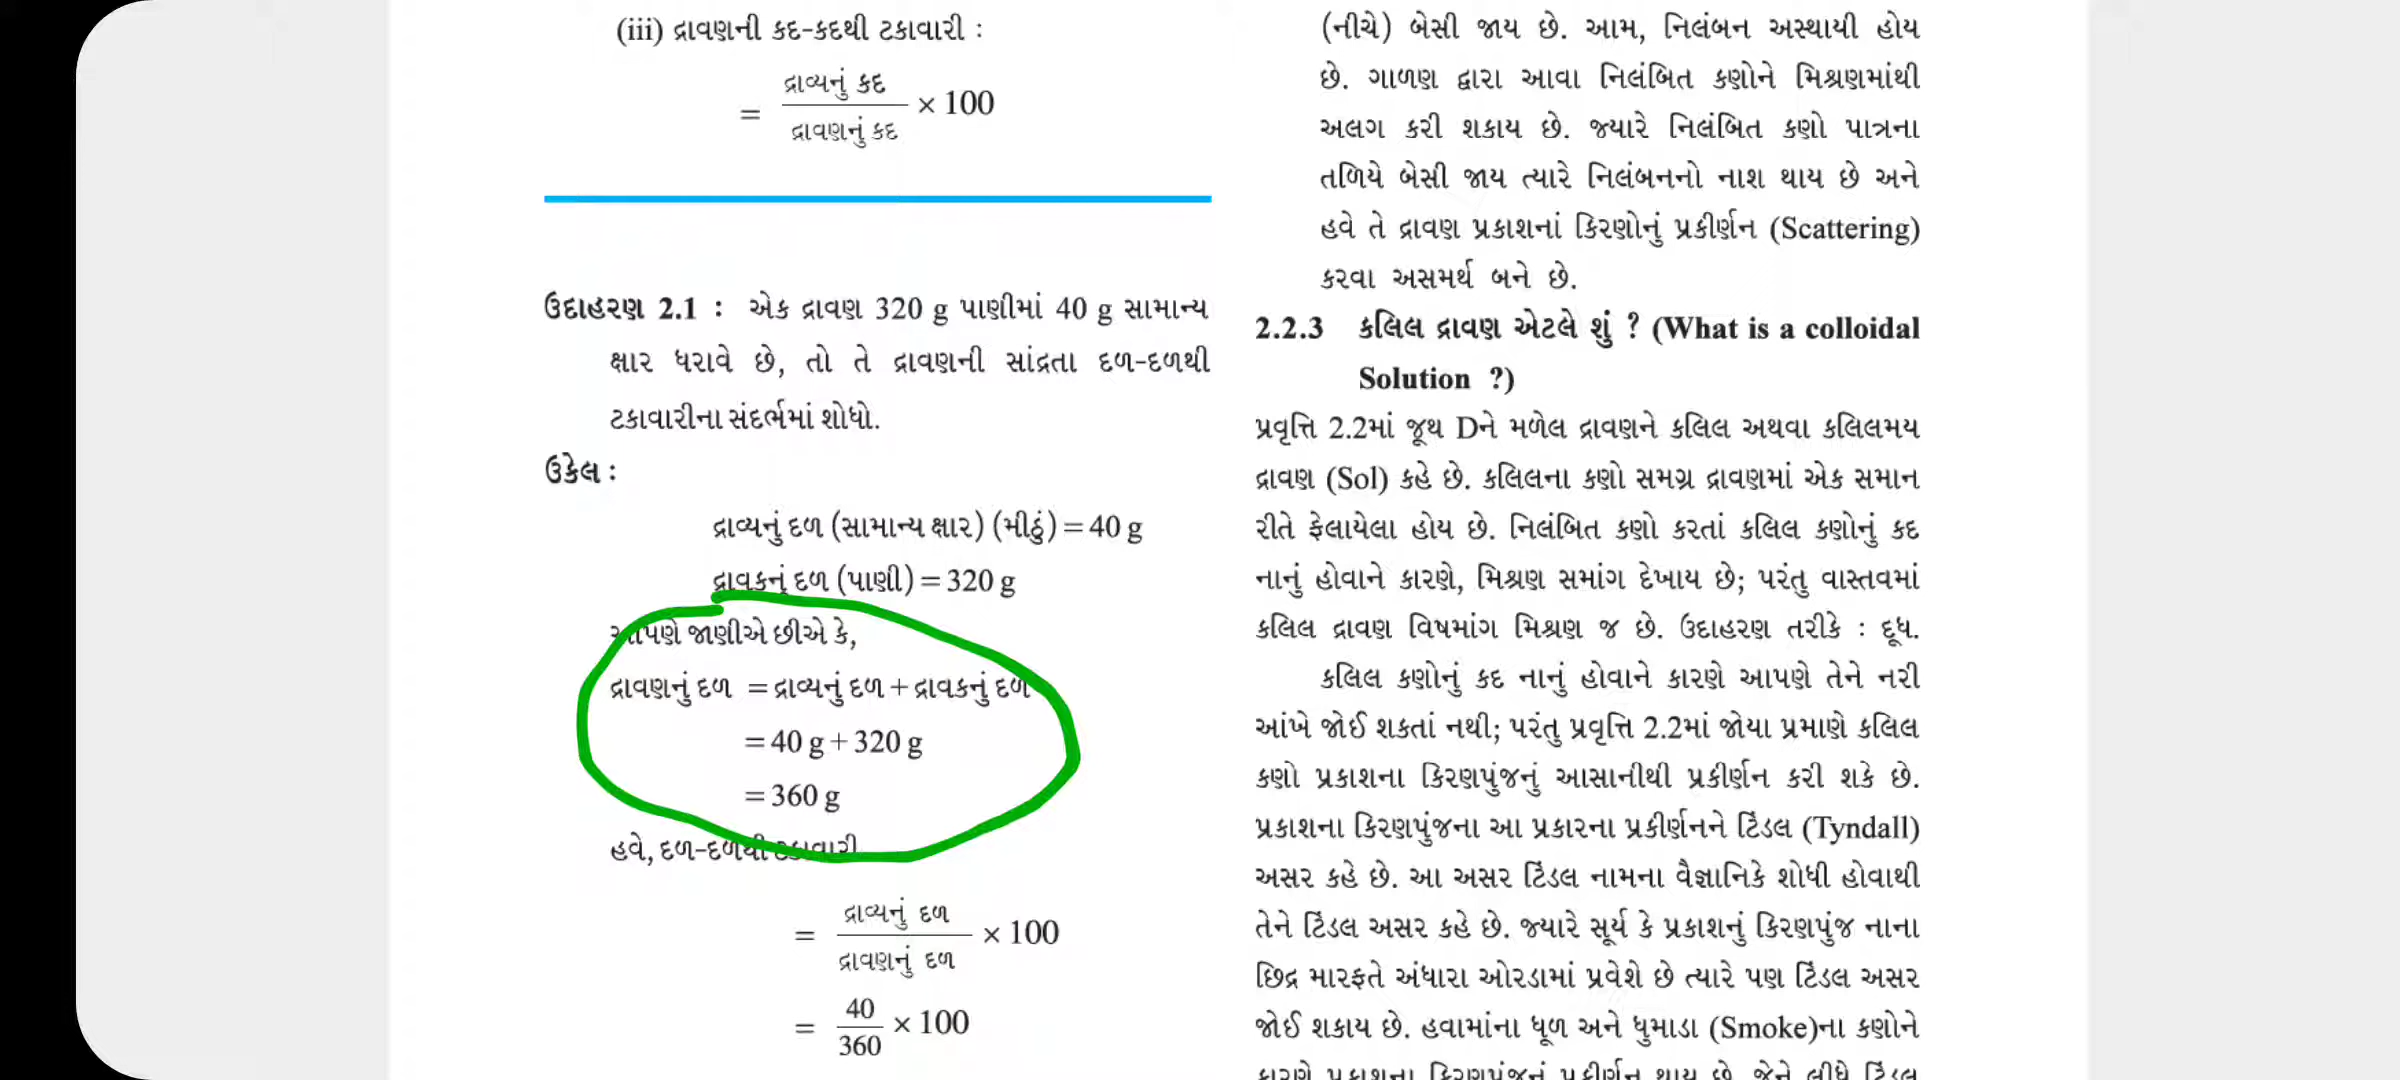 (iii) દ્રાવણની કદ-કદથી ટકાવારી :
= દ્રાવ્યનું કદ / દ્રાવણનું કદ × 100
ઉદાહરણ 2.1 : એક દ્રાવણ 320 g પાણીમાં 40 g સામાન્ય
ક્ષાર ધરાવે છે, તો તે દ્રાવણની સાંદ્રતા દળ-દળથી
ટકાવારીના સંદર્ભમાં શોધો.
ઉકેલ :
દ્રાવ્યનું દળ (સામાન્ય ક્ષાર) (મીઠું) = 40 g
દ્રાવકનું દળ (પાણી) = 320 g
આપણે જાણીએ છીએ કે,
દ્રાવણનું દળ = દ્રાવ્યનું દળ + દ્રાવકનું દળ
= 40 g + 320 g
= 360 g
હવે, દળ-દળથી ટકાવારી
= દ્રાવ્યનું દળ / દ્રાવણનું દળ × 100
= 40 / 360 × 100
(નીચે) બેસી જાય છે. આમ, નિલંબન અસ્થાયી હોય
છે. ગાળણ દ્વારા આવા નિલંબિત કણોને મિશ્રણમાંથી
અલગ કરી શકાય છે. જ્યારે નિલંબિત કણો પાત્રના
તળિયે બેસી જાય ત્યારે નિલંબનનો નાશ થાય છે અને
હવે તે દ્રાવણ પ્રકાશનાં કિરણોનું પ્રકીર્ણન (Scattering)
કરવા અસમર્થ બને છે.
2.2.3 કલિલ દ્રાવણ એટલે શું ? (What is a colloidal
Solution ?)
પ્રવૃત્તિ 2.2માં જૂથ Dને મળેલ દ્રાવણને કલિલ અથવા કલિલમય
દ્રાવણ (Sol) કહે છે. કલિલના કણો સમગ્ર દ્રાવણમાં એક સમાન
રીતે ફેલાયેલા હોય છે. નિલંબિત કણો કરતાં કલિલ કણોનું કદ
નાનું હોવાને કારણે, મિશ્રણ સમાંગ દેખાય છે; પરંતુ વાસ્તવમાં
કલિલ દ્રાવણ વિષમાંગ મિશ્રણ જ છે. ઉદાહરણ તરીકે : દૂધ.
કલિલ કણોનું કદ નાનું હોવાને કારણે આપણે તેને નરી
આંખે જોઈ શકતાં નથી; પરંતુ પ્રવૃત્તિ 2.2માં જોયા પ્રમાણે કલિલ
કણો પ્રકાશના કિરણપુંજનું આસાનીથી પ્રકીર્ણન કરી શકે છે.
પ્રકાશના કિરણપુંજના આ પ્રકારના પ્રકીર્ણનને ટિંડલ (Tyndall)
અસર કહે છે. આ અસર ટિંડલ નામના વૈજ્ઞાનિકે શોધી હોવાથી
તેને ટિંડલ અસર કહે છે. જ્યારે સૂર્ય કે પ્રકાશનું કિરણપુંજ નાના
છિદ્ર મારફતે અંધારા ઓરડામાં પ્રવેશે છે ત્યારે પણ ટિંડલ અસર
જોઈ શકાય છે. હવામાંના ધૂળ અને ધુમાડા (Smoke)ના કણોને
કારણે પ્રકાશના કિરણપુંજનું પ્રકીર્ણન થાય છે, જેને લીધે ટિંડલ